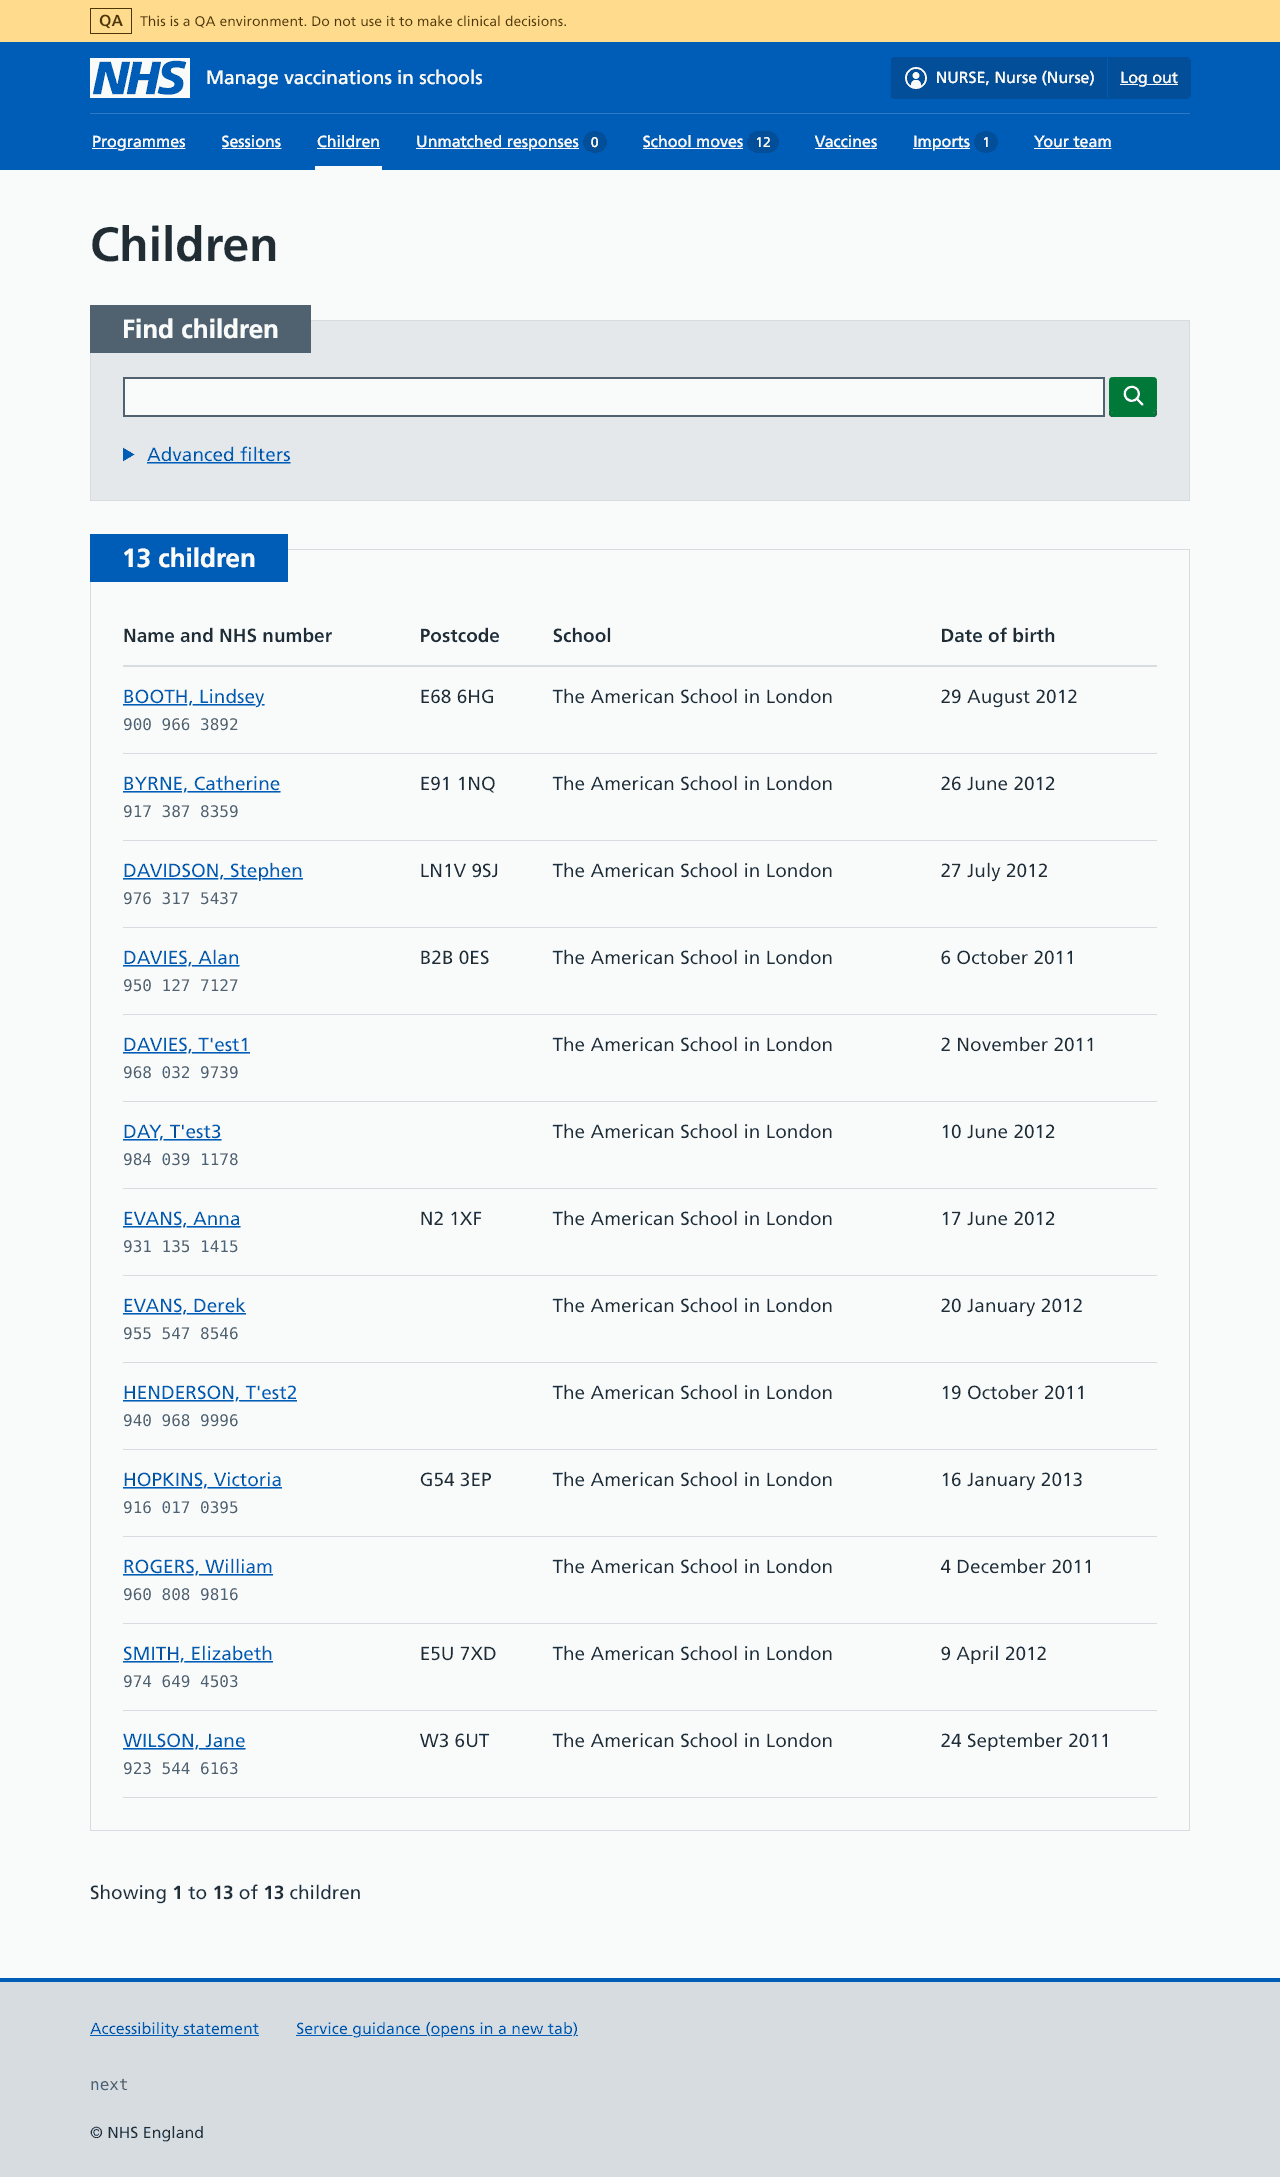 QA This is a QA environment. Do not use it to make clinical decisions.
NHS Manage vaccinations in schools NURSE, Nurse (Nurse) Log out
Programmes Sessions Children Unmatched responses 0 School moves 12 Vaccines Imports 1 Your team
Children
Find children
Advanced filters
13 children
Name and NHS number Postcode School Date of birth
BOOTH, Lindsey E68 6HG The American School in London 29 August 2012
900 966 3892
BYRNE, Catherine E91 1NQ The American School in London 26 June 2012
917 387 8359
DAVIDSON, Stephen LN1V 9SJ The American School in London 27 July 2012
976 317 5437
DAVIES, Alan B2B 0ES The American School in London 6 October 2011
950 127 7127
DAVIES, T'est1 The American School in London 2 November 2011
968 032 9739
DAY, T'est3 The American School in London 10 June 2012
984 039 1178
EVANS, Anna N2 1XF The American School in London 17 June 2012
931 135 1415
EVANS, Derek The American School in London 20 January 2012
955 547 8546
HENDERSON, T'est2 The American School in London 19 October 2011
940 968 9996
HOPKINS, Victoria G54 3EP The American School in London 16 January 2013
916 017 0395
ROGERS, William The American School in London 4 December 2011
960 808 9816
SMITH, Elizabeth E5U 7XD The American School in London 9 April 2012
974 649 4503
WILSON, Jane W3 6UT The American School in London 24 September 2011
923 544 6163
Showing 1 to 13 of 13 children
Accessibility statement Service guidance (opens in a new tab)
next
© NHS England